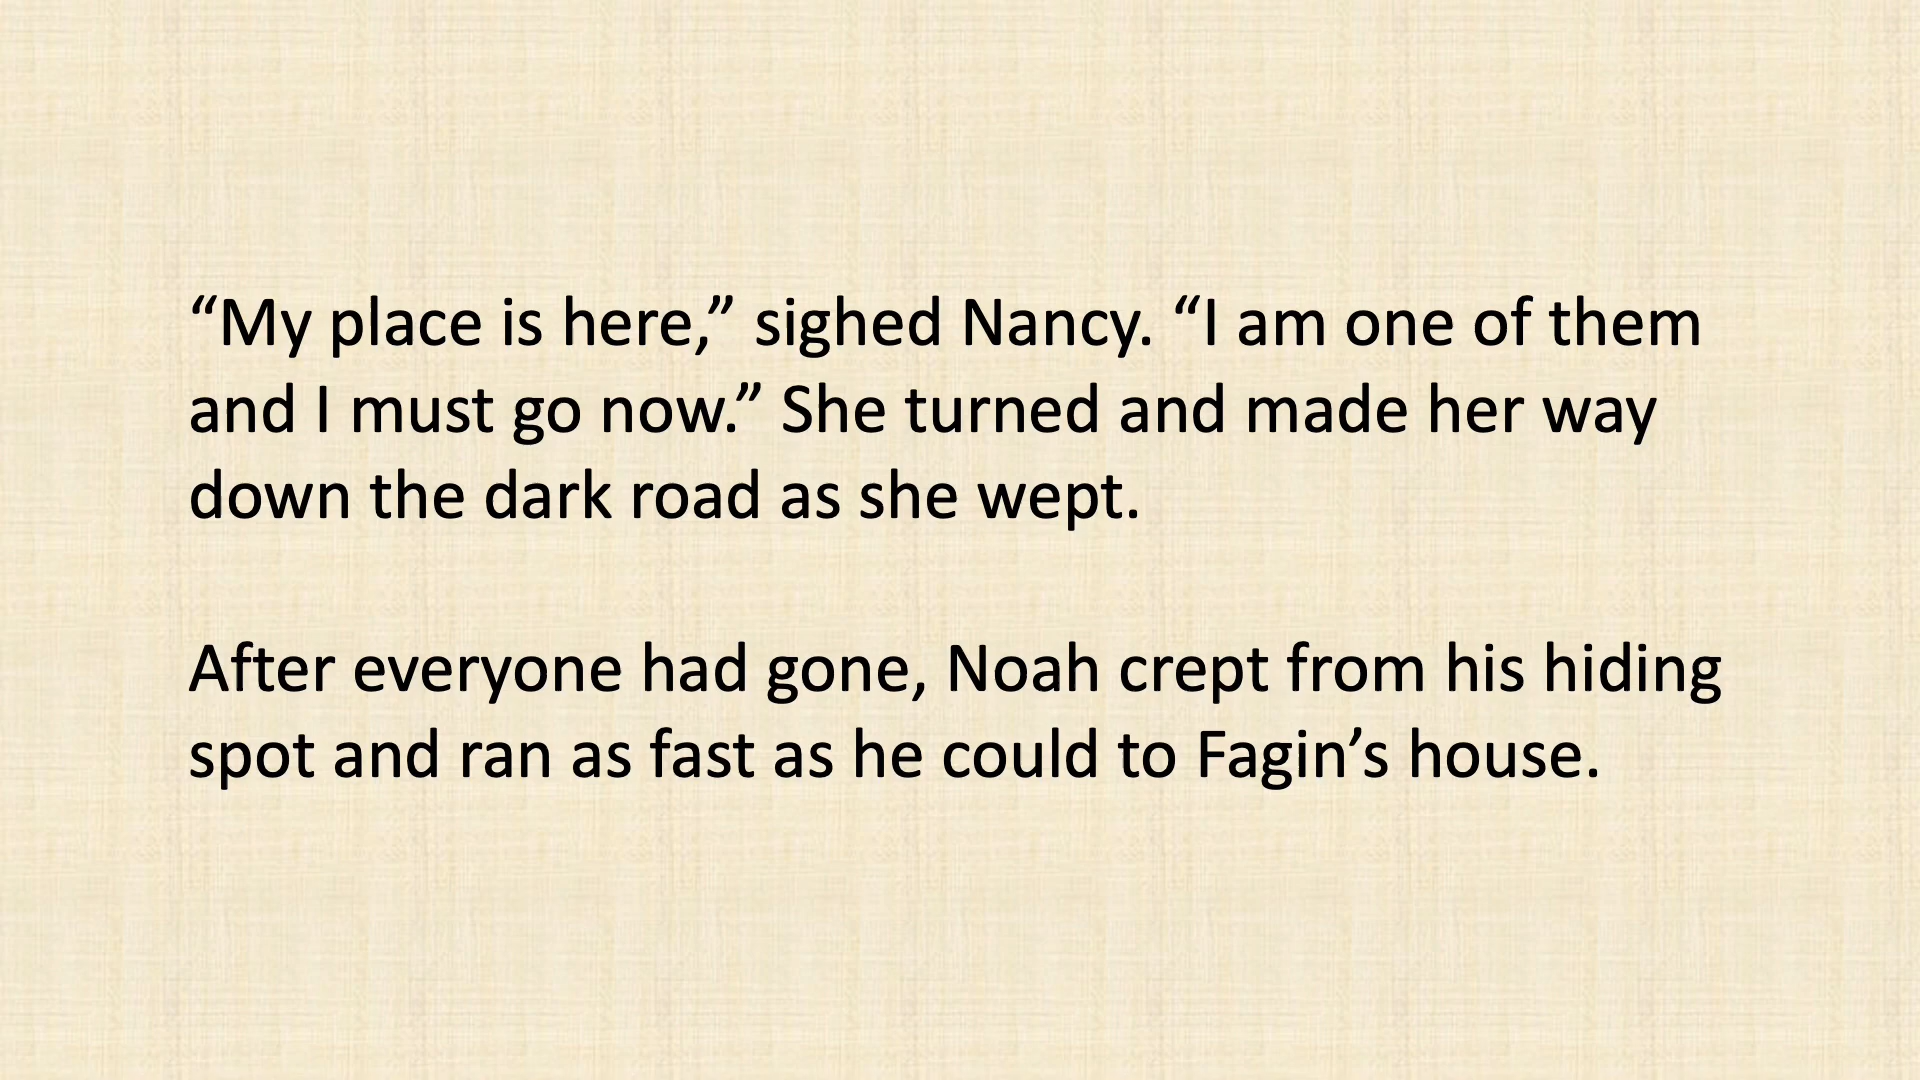 “My place is here,” sighed Nancy. “I am one of them
and I must go now.” She turned and made her way
down the dark road as she wept.
After everyone had gone, Noah crept from his hiding
spot and ran as fast as he could to Fagin’s house.